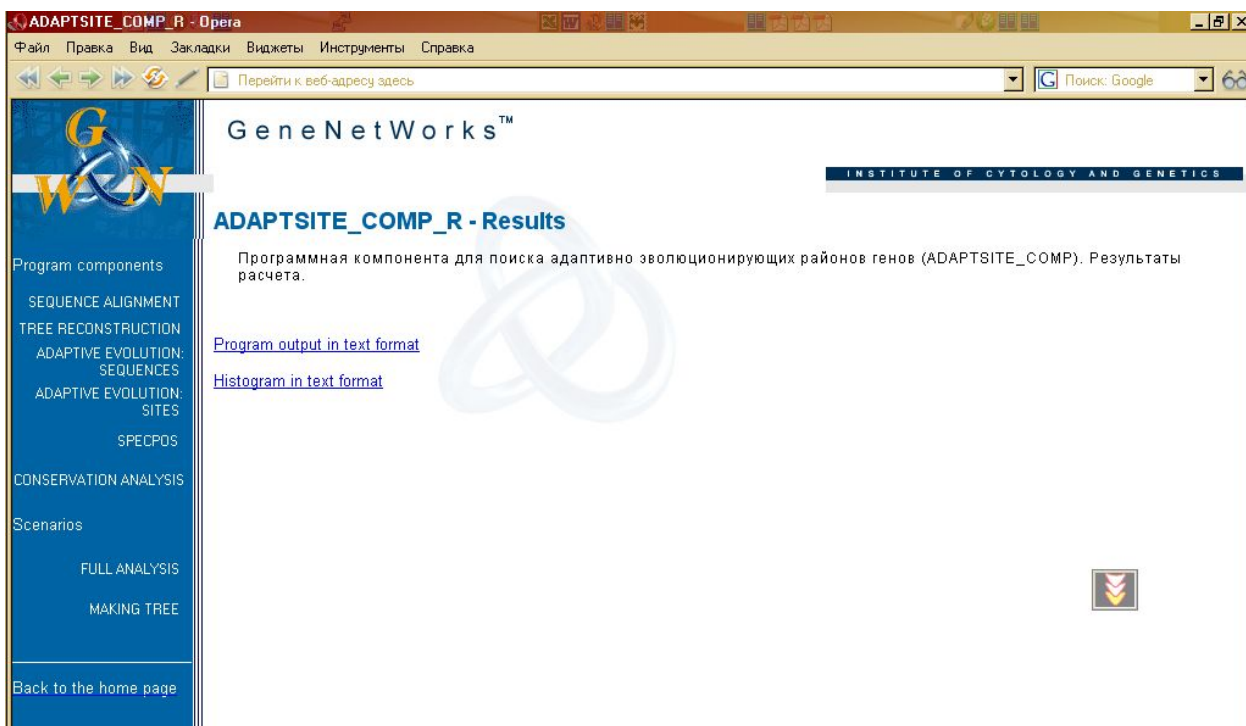 ADAPTSITE_COMP_R - Opera
Файл Правка Вид Закладки Виджеты Инструменты Справка
Перейти к веб-адресу здесь
G Поиск: Google
GWN
GeneNetWorks™
INSTITUTE OF CYTOLOGY AND GENETICS
ADAPTSITE_COMP_R - Results
Программная компонента для поиска адаптивно эволюционирующих районов генов (ADAPTSITE_COMP). Результаты
расчета.
Program output in text format
Histogram in text format
Program components
SEQUENCE ALIGNMENT
TREE RECONSTRUCTION
ADAPTIVE EVOLUTION:
SEQUENCES
ADAPTIVE EVOLUTION:
SITES
SPECPOS
CONSERVATION ANALYSIS
Scenarios
FULL ANALYSIS
MAKING TREE
Back to the home page